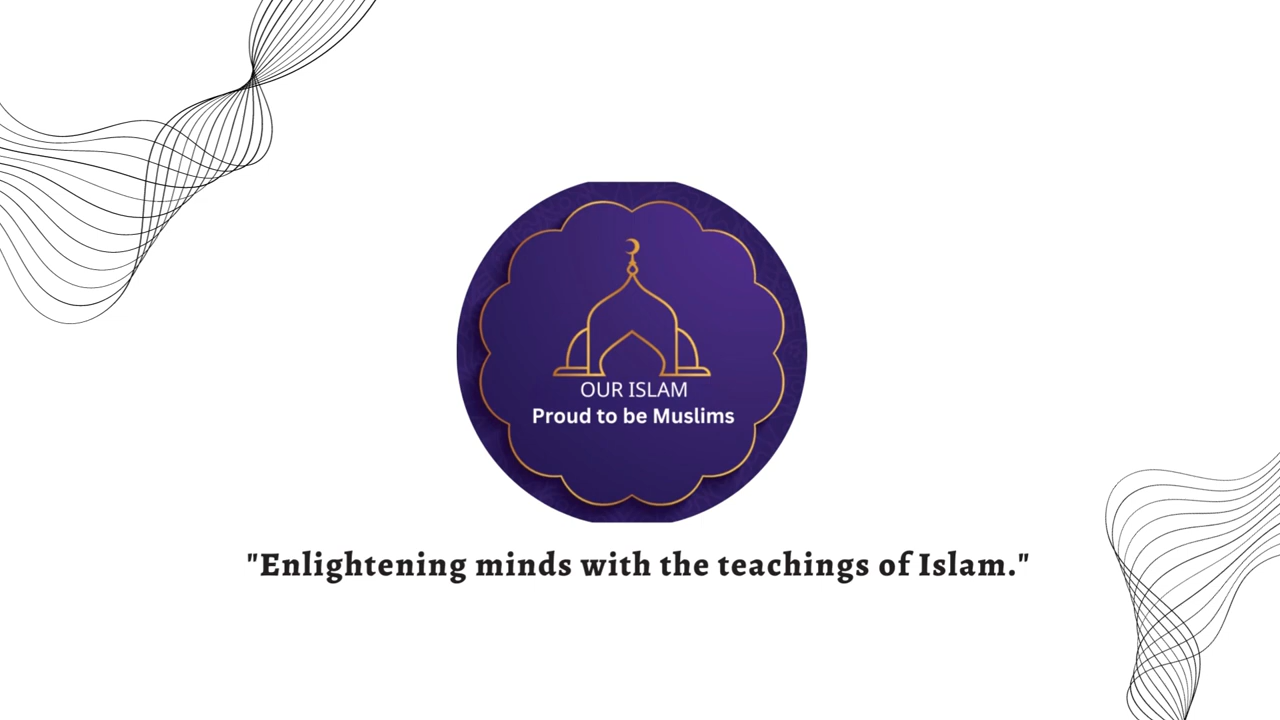 OUR ISLAM
Proud to be Muslims
"Enlightening minds with the teachings of Islam."